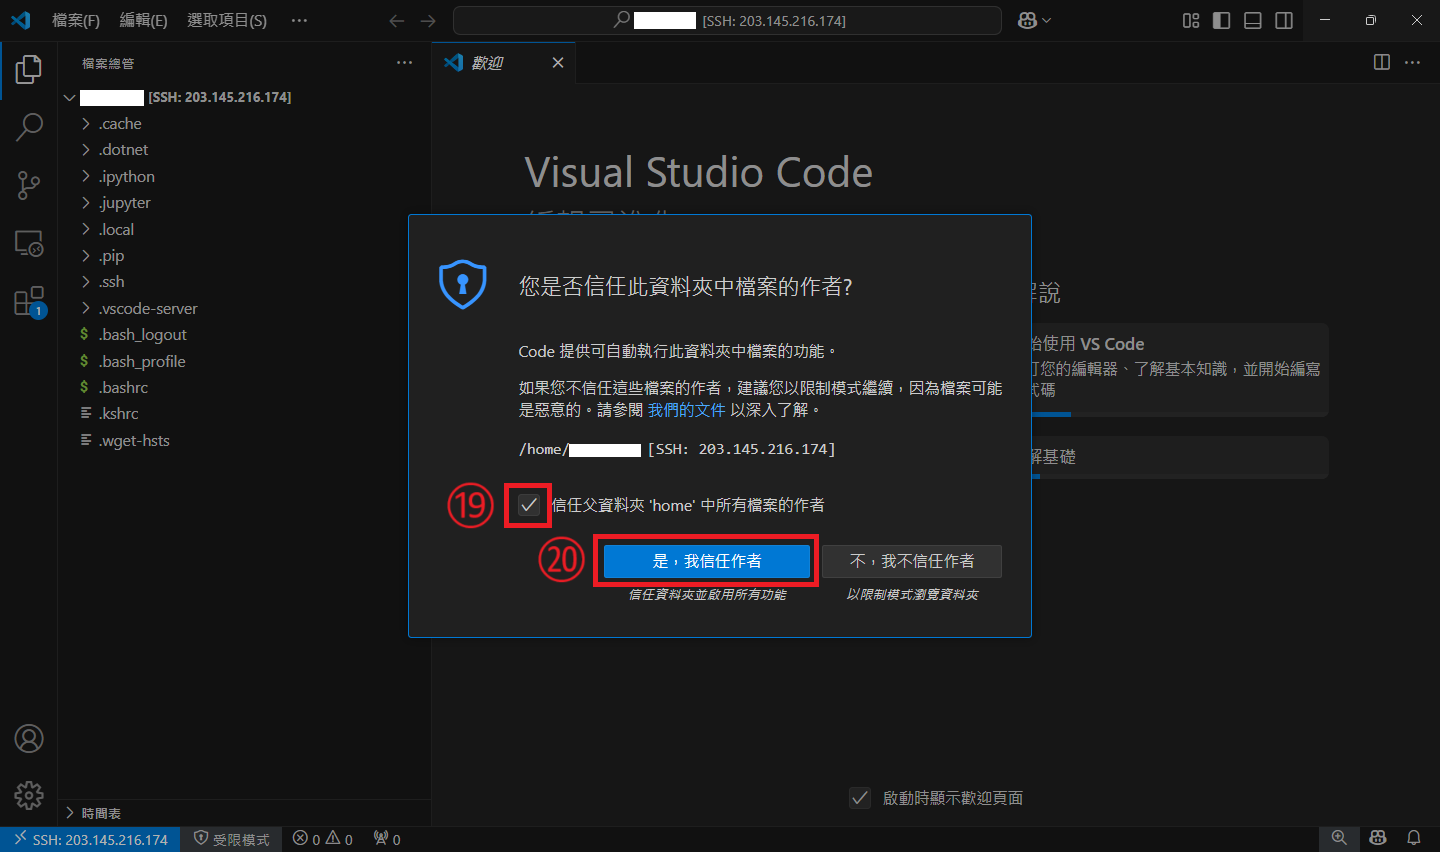 檔案(F) 編輯(E) 選取項目(S) ···
[SSH: 203.145.216.174]
檔案總管
歡迎
[SSH: 203.145.216.174]
.cache
.dotnet
.ipython
.jupyter
.local
.pip
.ssh
.vscode-server
$ .bash_logout
$ .bash_profile
$ .bashrc
.kshrc
.wget-hsts
1
時間表
Visual Studio Code
您是否信任此資料夾中檔案的作者?
Code 提供可自動執行此資料夾中檔案的功能。
如果您不信任這些檔案的作者，建議您以限制模式繼續，因為檔案可能
是惡意的。請參閱 我們的文件 以深入了解。
/home/ [SSH: 203.145.216.174]
⑲ 信任父資料夾 'home' 中所有檔案的作者
⑳ 是，我信任作者
不，我不信任作者
信任資料夾並啟用所有功能
以限制模式瀏覽資料夾
說
使用 VS Code
您的編輯器、了解基本知識，並開始編寫
碼
基礎
啟動時顯示歡迎頁面
SSH: 203.145.216.174 受限模式 0 0 0